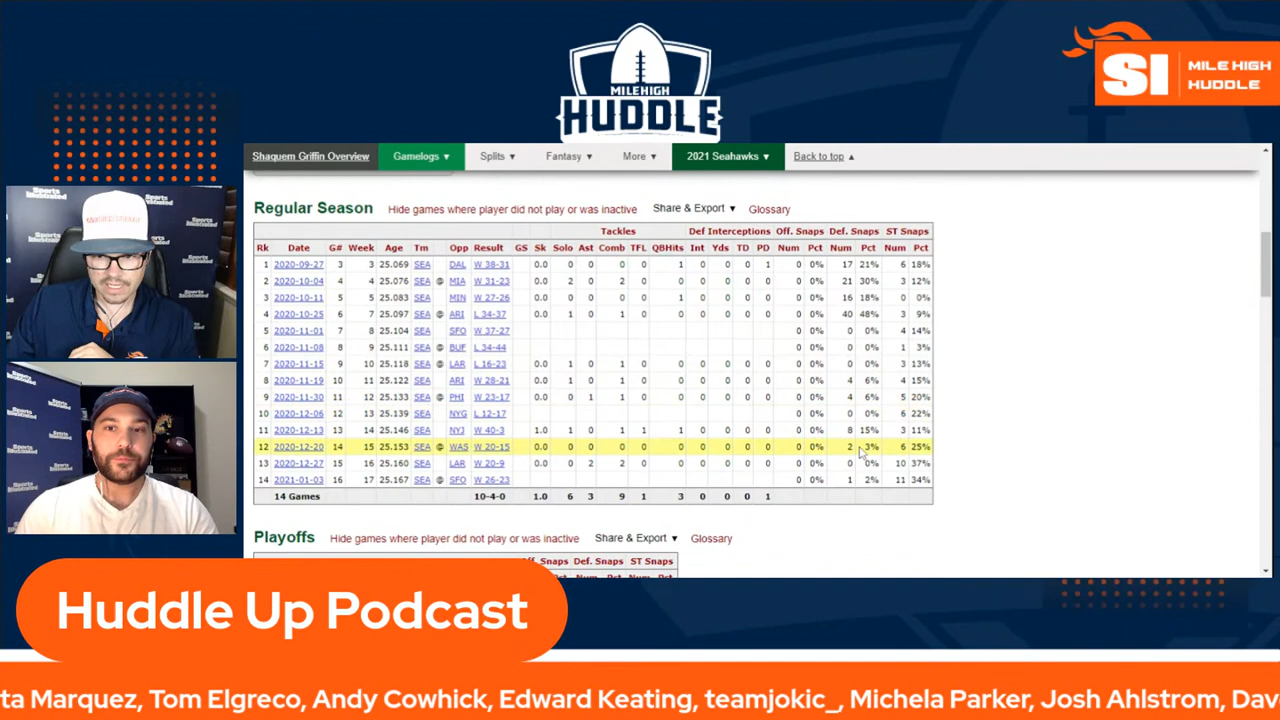 MILE HIGH
HUDDLE
SI
MILE HIGH
HUDDLE
Shaquem Griffin Overview Gamelogs ▼ Splits ▼ Fantasy ▼ More ▼ 2021 Seahawks ▼ Back to top ▲
Regular Season Hide games where player did not play or was inactive Share & Export ▼ Glossary
Tackles Def Interceptions Off. Snaps Def. Snaps ST Snaps
Rk Date G# Week Age Tm Opp Result GS Sk Solo Ast Comb TFL QBHits Int Yds TD PD Num Pct Num Pct Num Pct
1 2020-09-27 3 3 25.069 SEA DAL W 38-31 0.0 0 0 0 0 1 0 0 0 1 0 0% 17 21% 6 18%
2 2020-10-04 4 4 25.076 SEA @ MIA W 31-23 0.0 2 0 2 0 0 0 0 0 0 0 0% 21 30% 3 12%
3 2020-10-11 5 5 25.083 SEA MIN W 27-26 0.0 0 0 0 0 1 0 0 0 0 0 0% 16 18% 0 0%
4 2020-10-25 6 7 25.097 SEA @ ARI L 34-37 0.0 1 0 1 0 0 0 0 0 0 0 0% 40 48% 3 9%
5 2020-11-01 7 8 25.104 SEA SFO W 37-27 0 0% 0 0% 4 14%
6 2020-11-08 8 9 25.111 SEA @ BUF L 34-44 0 0% 0 0% 1 3%
7 2020-11-15 9 10 25.118 SEA @ LAR L 16-23 0.0 1 0 1 0 0 0 0 0 0 0 0% 0 0% 3 13%
8 2020-11-19 10 11 25.122 SEA ARI W 28-21 0.0 1 0 1 0 0 0 0 0 0 0 0% 4 6% 4 15%
9 2020-11-30 11 12 25.133 SEA @ PHI W 23-17 0.0 0 1 1 0 0 0 0 0 0 0 0% 4 6% 5 20%
10 2020-12-06 12 13 25.139 SEA NYG L 12-17 0 0% 0 0% 6 22%
11 2020-12-13 13 14 25.146 SEA NYJ W 40-3 1.0 1 0 1 1 1 0 0 0 0 0 0% 8 15% 3 11%
12 2020-12-20 14 15 25.153 SEA @ WAS W 20-15 0.0 0 0 0 0 0 0 0 0 0 0 0% 2 3% 6 25%
13 2020-12-27 15 16 25.160 SEA LAR W 20-9 0.0 0 2 2 0 0 0 0 0 0 0 0% 0 0% 10 37%
14 2021-01-03 16 17 25.167 SEA @ SFO W 26-23 0 0% 1 2% 11 34%
14 Games 10-4-0 1.0 6 3 9 1 3 0 0 0 1
Playoffs Hide games where player did not play or was inactive Share & Export ▼ Glossary
Snaps Def. Snaps ST Snaps
Sports Illustrated
Sports Illustrated
Huddle Up Podcast
ta Marquez, Tom Elgreco, Andy Cowhick, Edward Keating, teamjokic_, Michela Parker, Josh Ahlstrom, Dav